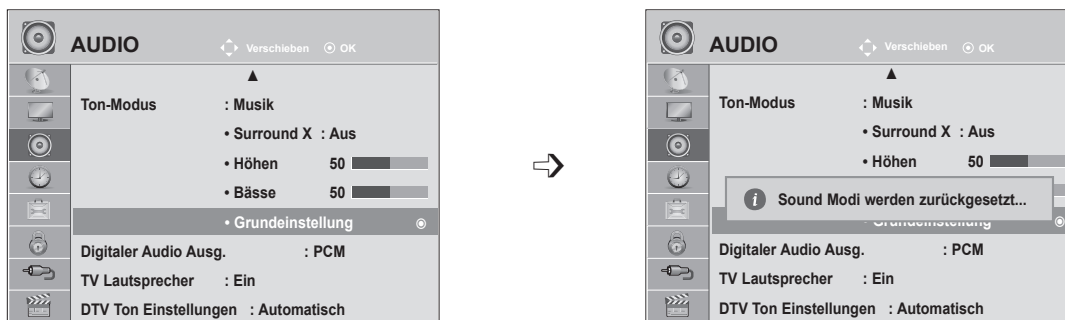 AUDIO
Verschieben OK
▲
Ton-Modus : Musik
• Surround X : Aus
• Höhen 50
• Bässe 50
• Grundeinstellung
Digitaler Audio Ausg. : PCM
TV Lautsprecher : Ein
DTV Ton Einstellungen : Automatisch
AUDIO
Verschieben OK
▲
Ton-Modus : Musik
• Surround X : Aus
• Höhen 50
i Sound Modi werden zurückgesetzt...
• Grundeinstellung
Digitaler Audio Ausg. : PCM
TV Lautsprecher : Ein
DTV Ton Einstellungen : Automatisch